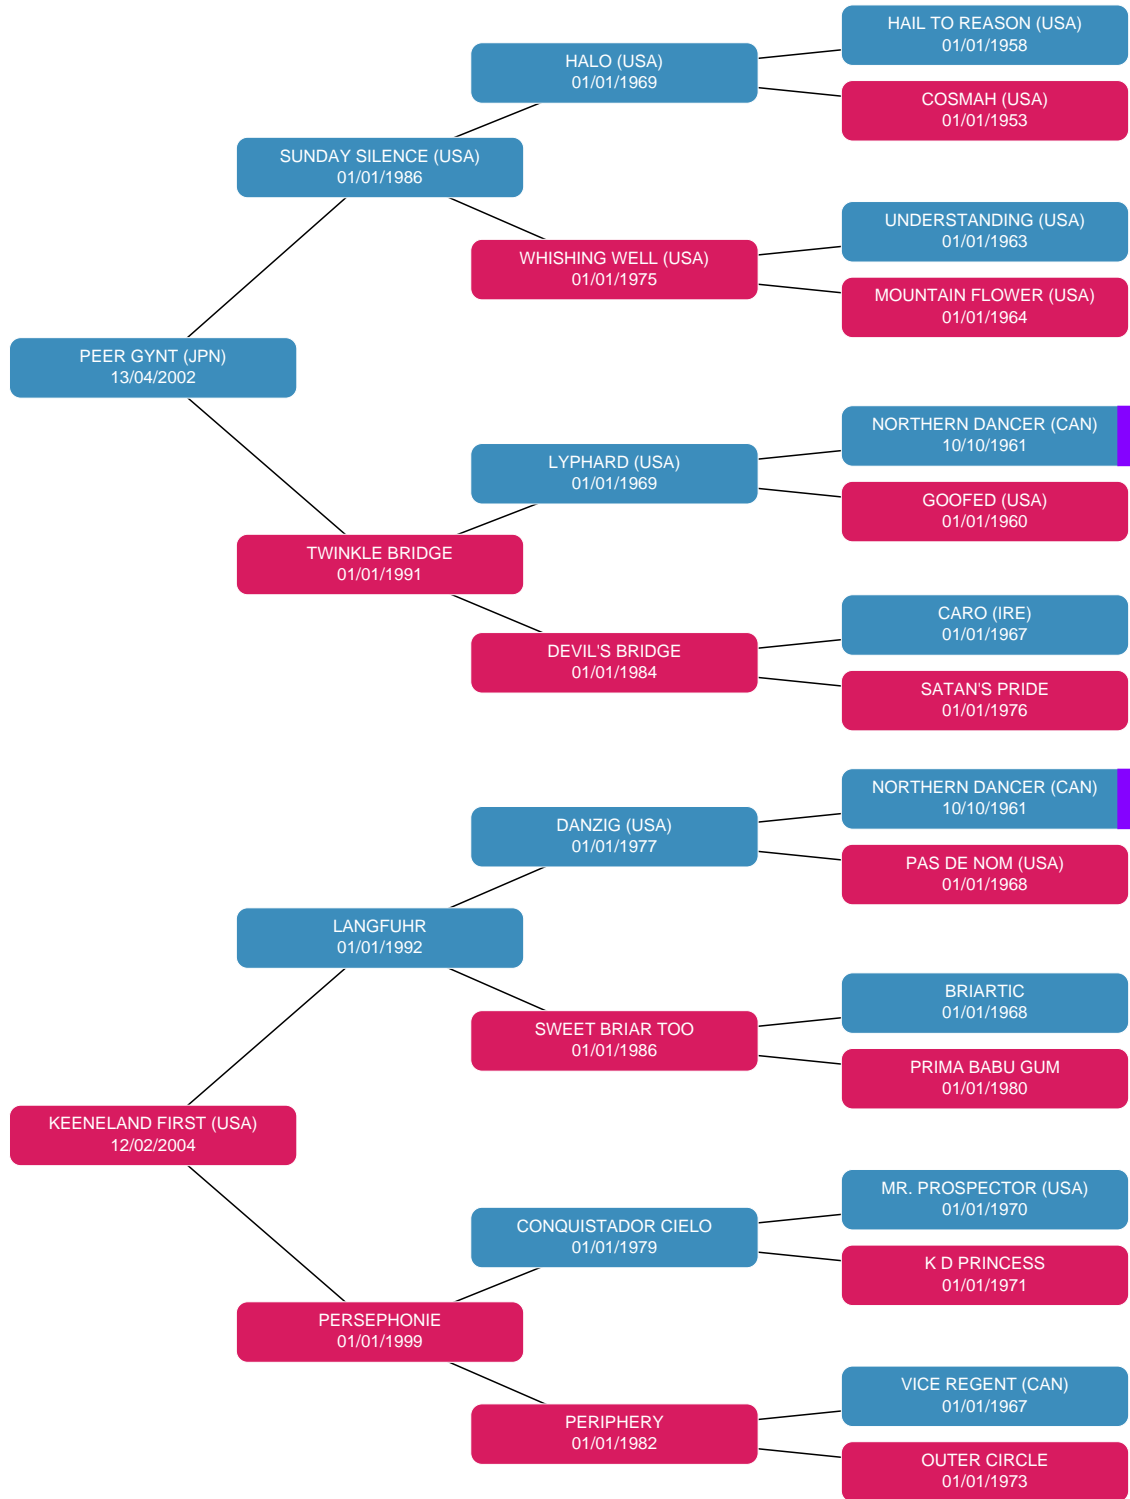 HAIL TO REASON (USA)
01/01/1958
HALO (USA)
01/01/1969
COSMAH (USA)
01/01/1953
SUNDAY SILENCE (USA)
01/01/1986
UNDERSTANDING (USA)
01/01/1963
WHISHING WELL (USA)
01/01/1975
MOUNTAIN FLOWER (USA)
01/01/1964
PEER GYNT (JPN)
13/04/2002
NORTHERN DANCER (CAN)
10/10/1961
LYPHARD (USA)
01/01/1969
GOOFED (USA)
01/01/1960
TWINKLE BRIDGE
01/01/1991
CARO (IRE)
01/01/1967
DEVIL'S BRIDGE
01/01/1984
SATAN'S PRIDE
01/01/1976
NORTHERN DANCER (CAN)
10/10/1961
DANZIG (USA)
01/01/1977
PAS DE NOM (USA)
01/01/1968
LANGFUHR
01/01/1992
BRIARTIC
01/01/1968
SWEET BRIAR TOO
01/01/1986
PRIMA BABU GUM
01/01/1980
KEENELAND FIRST (USA)
12/02/2004
MR. PROSPECTOR (USA)
01/01/1970
CONQUISTADOR CIELO
01/01/1979
K D PRINCESS
01/01/1971
PERSEPHONIE
01/01/1999
VICE REGENT (CAN)
01/01/1967
PERIPHERY
01/01/1982
OUTER CIRCLE
01/01/1973